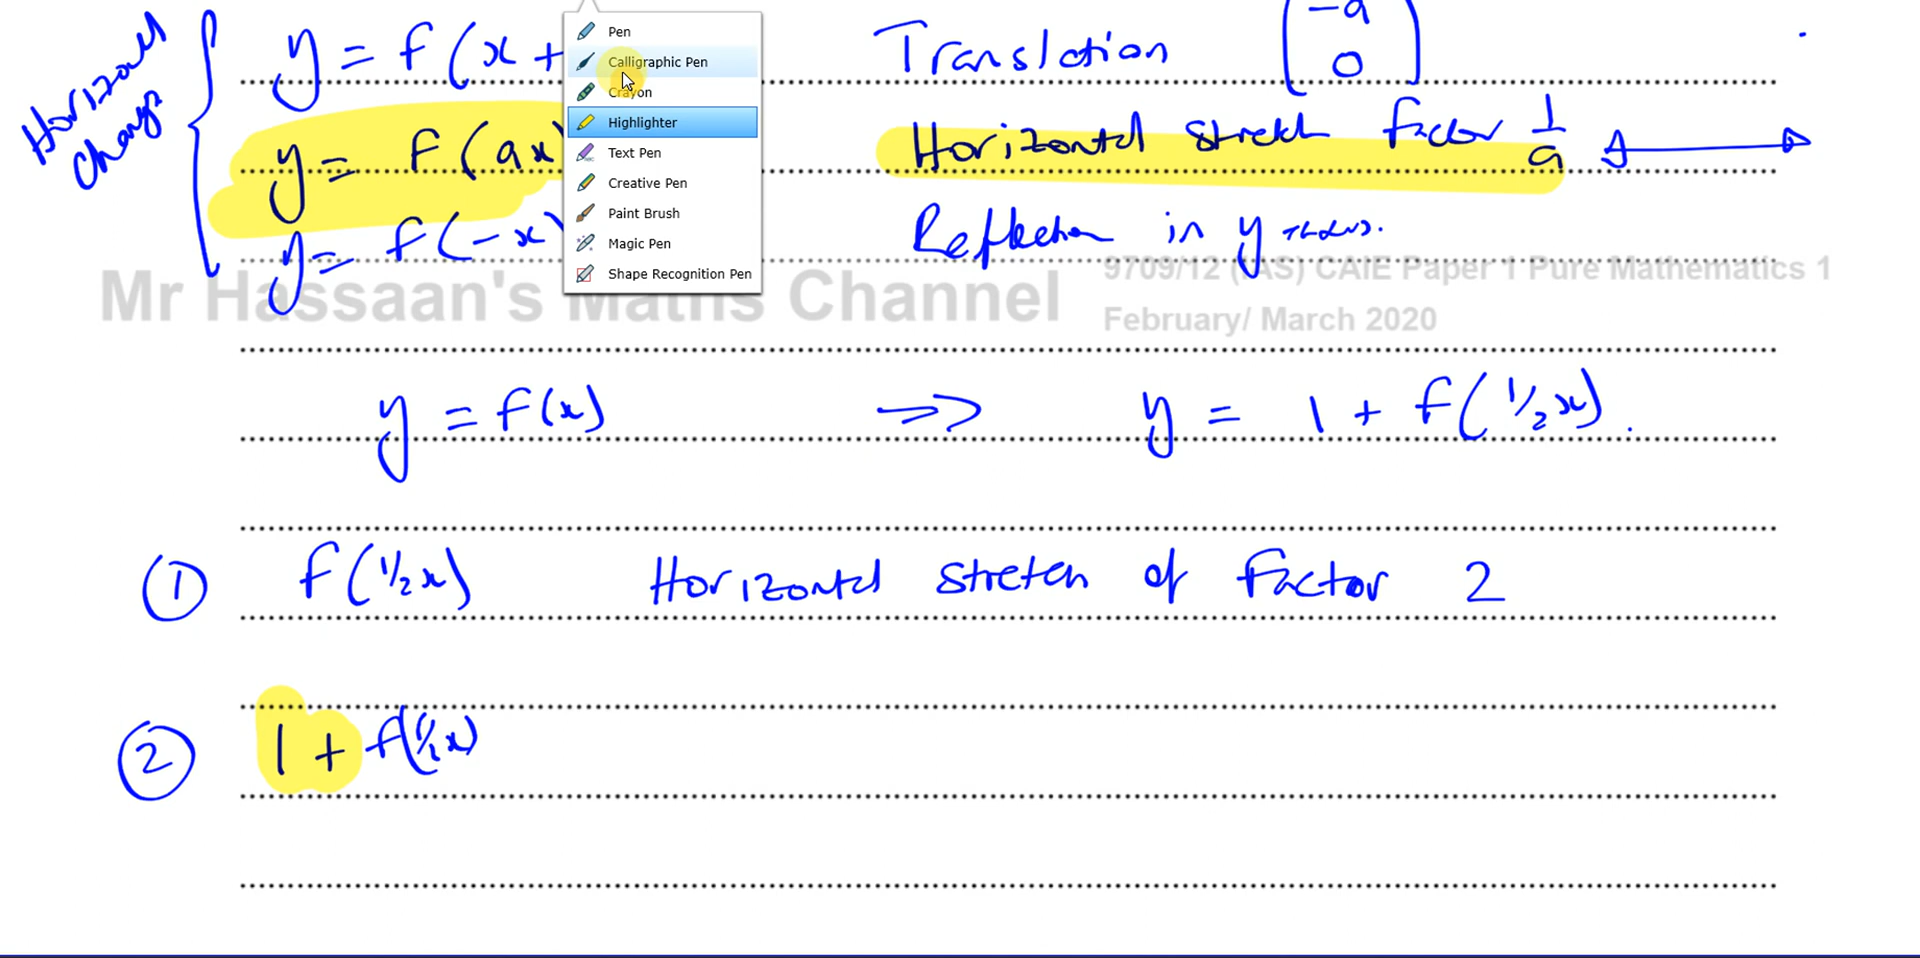 Horizontal Change
y = f(x+ Translation (-a 0)
y = f(ax) Horizontal stretch factor 1/a
y = f(-x) Reflection in y
Pen
Calligraphic Pen
Crayon
Highlighter
Text Pen
Creative Pen
Paint Brush
Magic Pen
Shape Recognition Pen
Mr Hassaan's Maths Channel
9709/12 (AS) CAIE Paper 1 Pure Mathematics 1
February/ March 2020
y = f(x) =>> y = 1 + f(1/2x).
① f(1/2x) Horizontal stretch of factor 2
② 1 + f(1/2x)